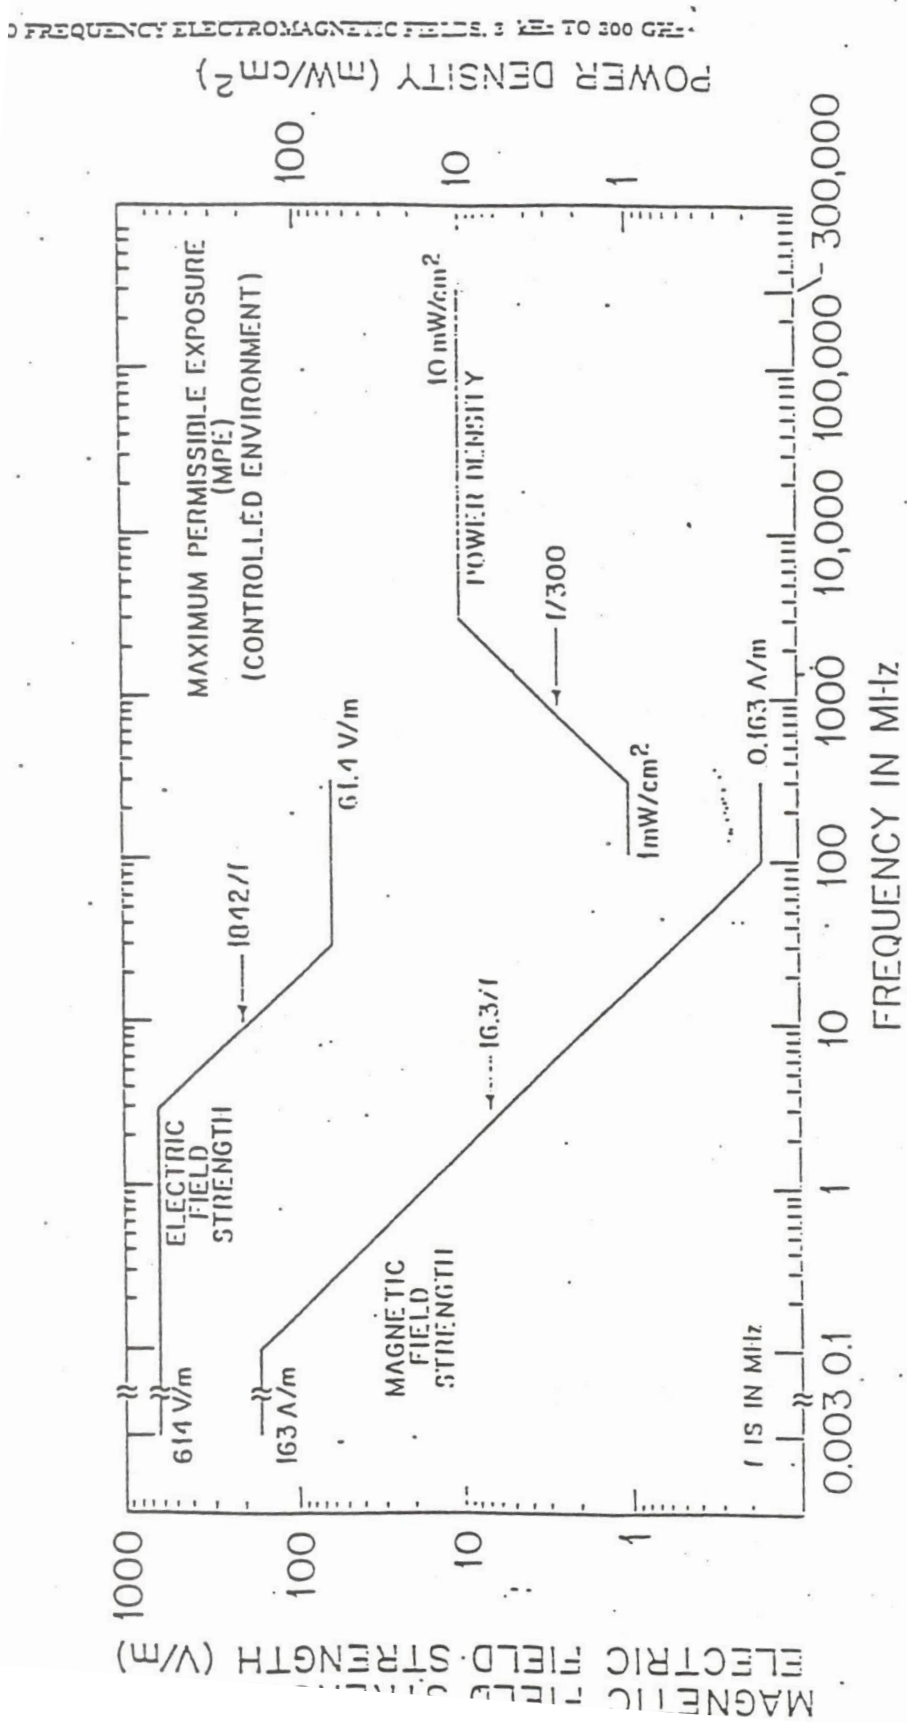 FREQUENCY ELECTROMAGNETIC FIELDS, 3 kHz TO 300 GHz
POWER DENSITY (mW/cm²)
100
10
1
MAXIMUM PERMISSIBLE EXPOSURE
(MPE)
(CONTROLLED ENVIRONMENT)
10 mW/cm²
POWER DENSITY
f/300
1mW/cm²
61.4 V/m
1842/f
ELECTRIC
FIELD
STRENGTH
614 V/m
163 A/m
MAGNETIC
FIELD
STRENGTH
16.3/f
0.163 A/m
f IS IN MHz
0.003 0.1 1 10 100 1000 10,000 100,000 300,000
FREQUENCY IN MHz
1000
100
10
1
ELECTRIC FIELD STRENGTH (V/m)
MAGNETIC FIELD